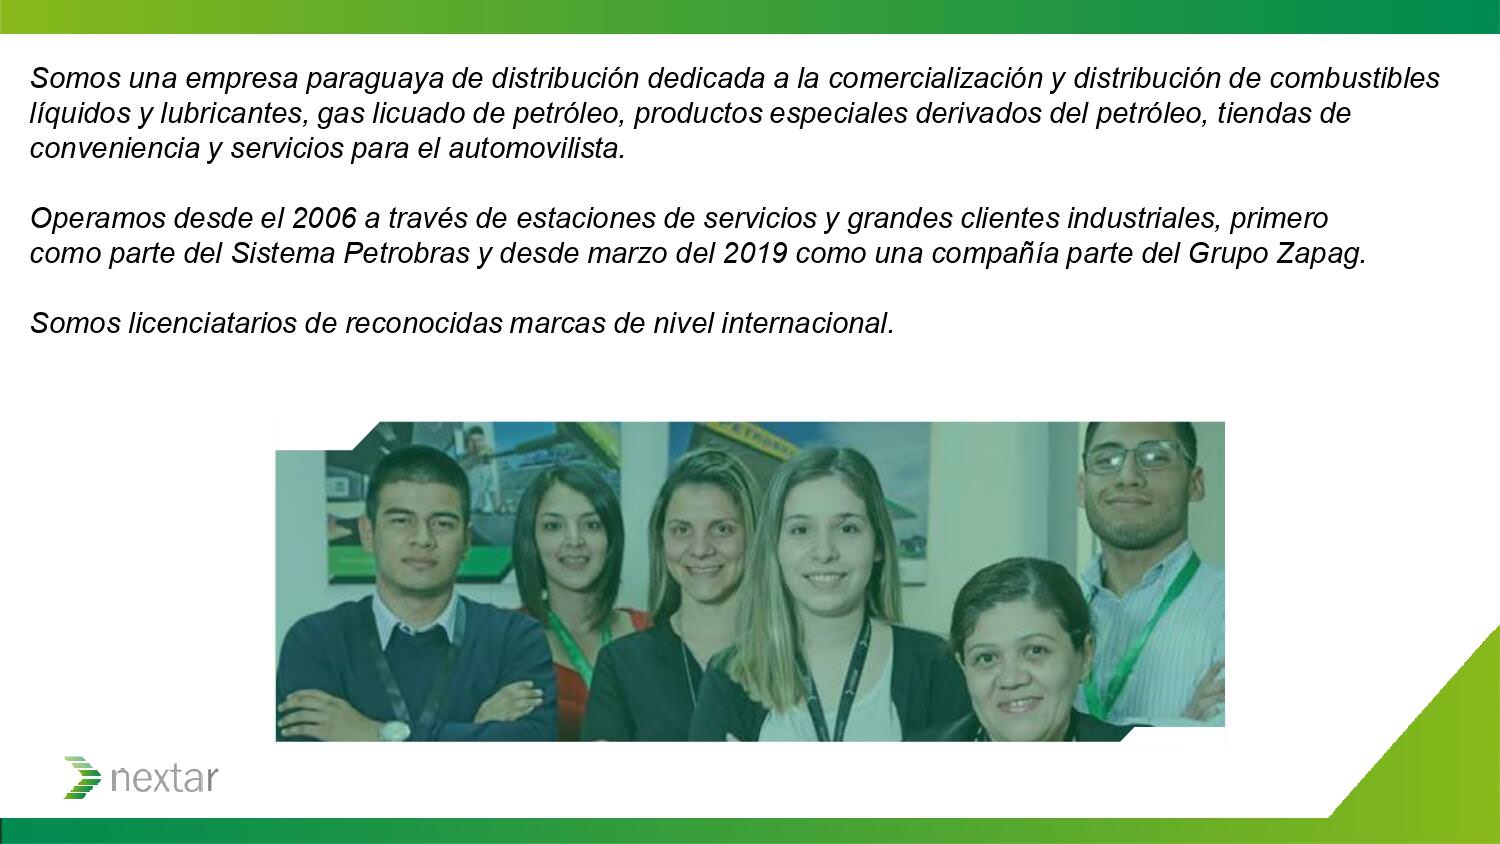 Somos una empresa paraguaya de distribución dedicada a la comercialización y distribución de combustibles
líquidos y lubricantes, gas licuado de petróleo, productos especiales derivados del petróleo, tiendas de
conveniencia y servicios para el automovilista.
Operamos desde el 2006 a través de estaciones de servicios y grandes clientes industriales, primero
como parte del Sistema Petrobras y desde marzo del 2019 como una compañía parte del Grupo Zapag.
Somos licenciatarios de reconocidas marcas de nivel internacional.
nextar